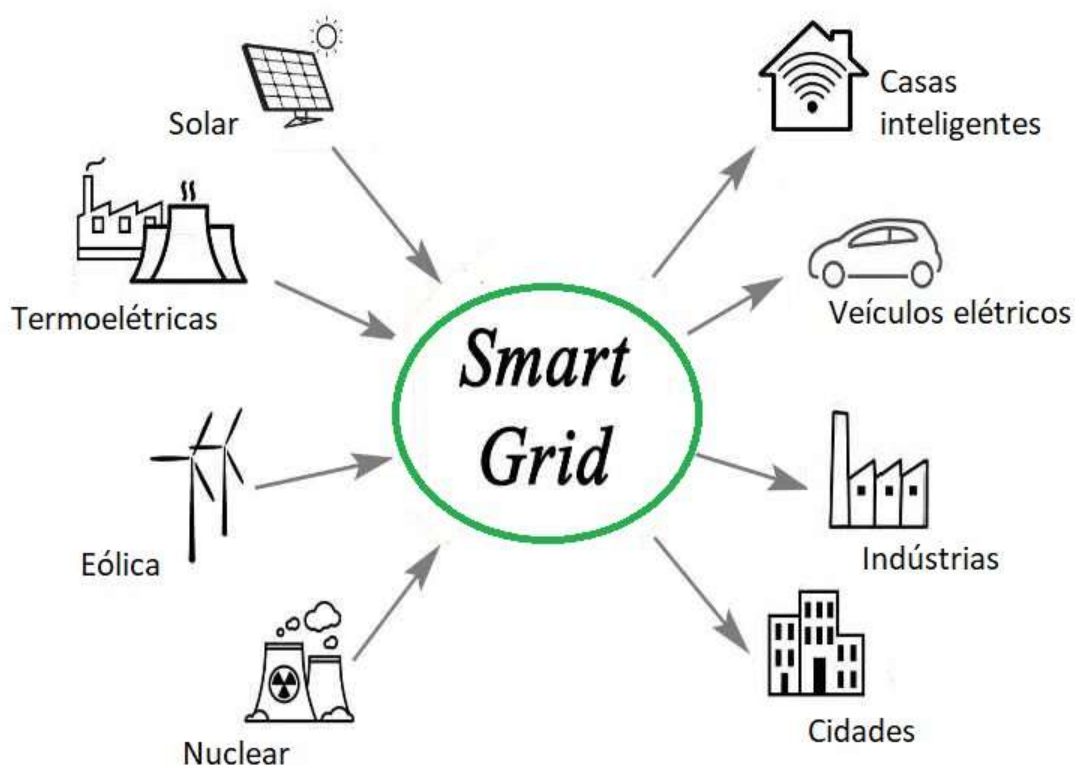 Solar
Termoelétricas
Eólica
Nuclear
Smart
Grid
Casas
inteligentes
Veículos elétricos
Indústrias
Cidades